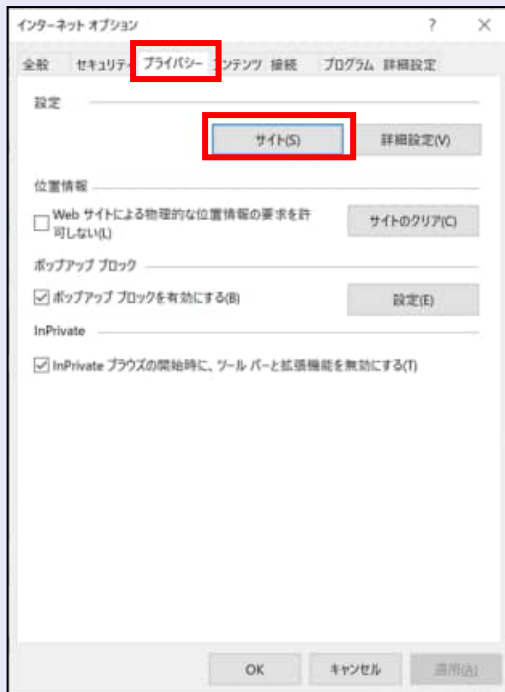 インターネット オプション ? ×
全般 セキュリティ プライバシー ンテンツ 接続 プログラム 詳細設定
設定
サイト(S) 詳細設定(V)
位置情報
Web サイトによる物理的な位置情報の要求を許
可しない(L)
サイトのクリア(C)
ポップアップ ブロック
ポップアップ ブロックを有効にする(B) 設定(E)
InPrivate
InPrivate ブラウズの開始時に、ツール バーと拡張機能を無効にする(T)
OK キャンセル 適用(A)